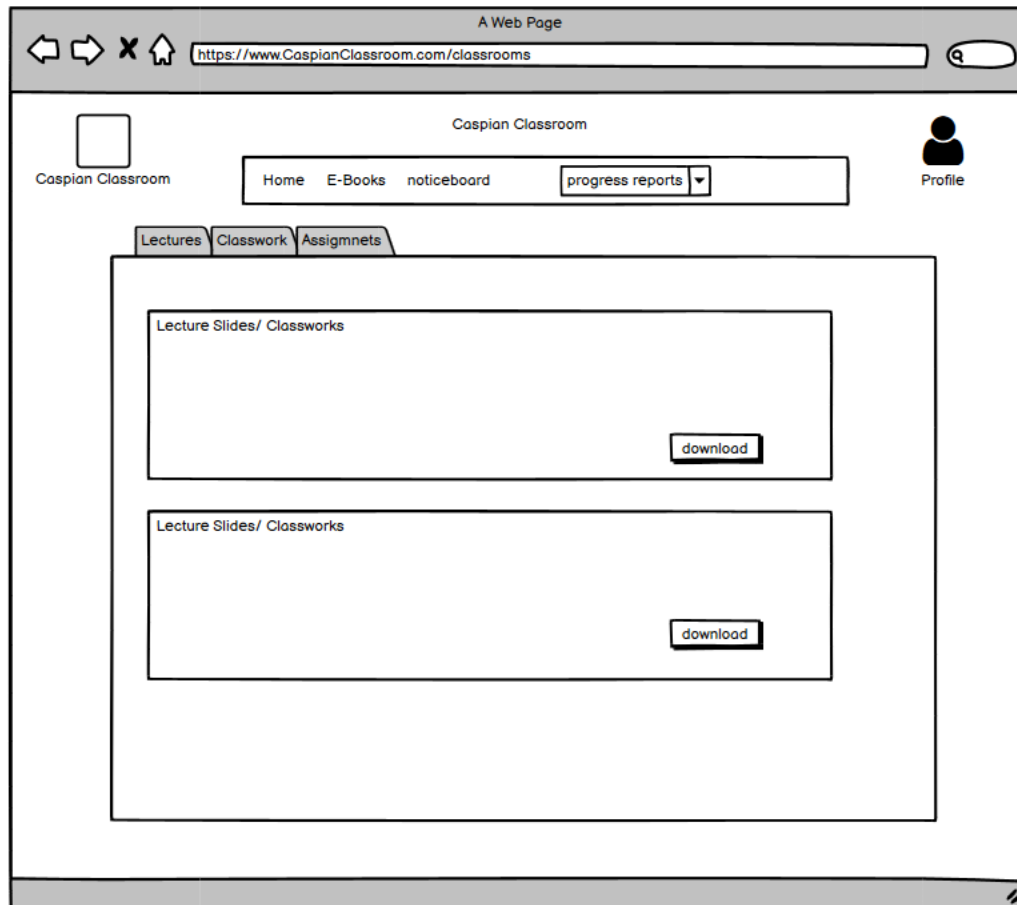 A Web Page
https://www.CaspianClassroom.com/classrooms
Caspian Classroom
Caspian Classroom
Profile
Home E-Books noticeboard progress reports
Lectures Classwork Assigmnets
Lecture Slides/ Classworks
download
Lecture Slides/ Classworks
download